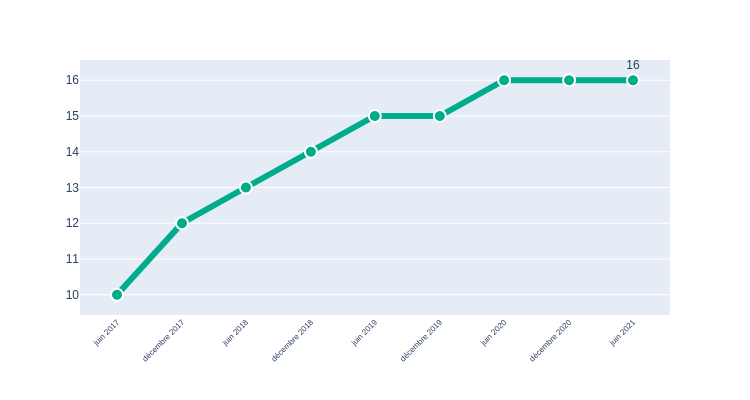 16
16
15
14
13
12
11
10
juin 2017
décembre 2017
juin 2018
décembre 2018
juin 2019
décembre 2019
juin 2020
décembre 2020
juin 2021